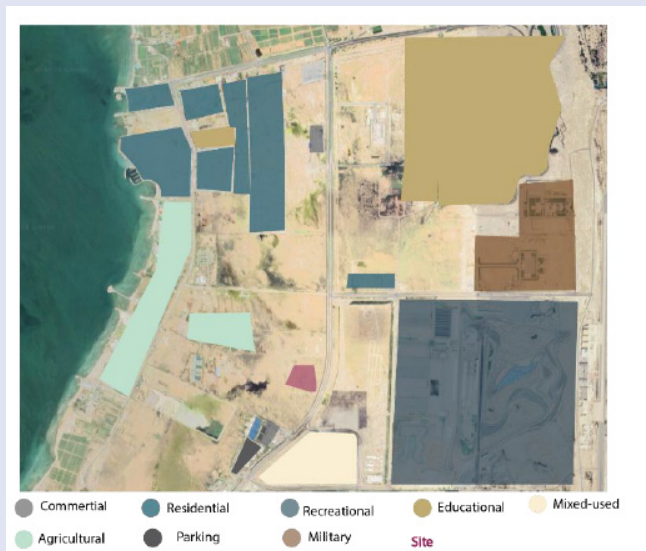 Commertial
Residential
Recreational
Educational
Mixed-used
Agricultural
Parking
Military
Site